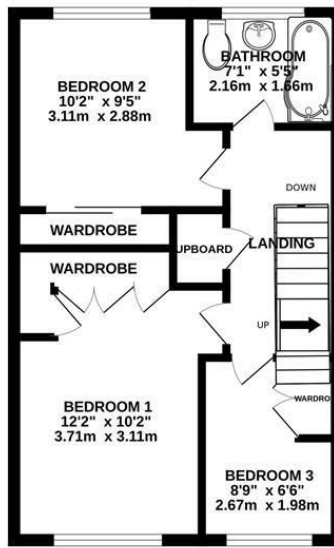 BATHROOM
7'1" x 5'5"
2.16m x 1.66m
BEDROOM 2
10'2" x 9'5"
3.11m x 2.88m
DOWN
WARDROBE
UPBOARD
LANDING
WARDROBE
UP
WARDRO
BEDROOM 1
12'2" x 10'2"
3.71m x 3.11m
BEDROOM 3
8'9" x 6'6"
2.67m x 1.98m